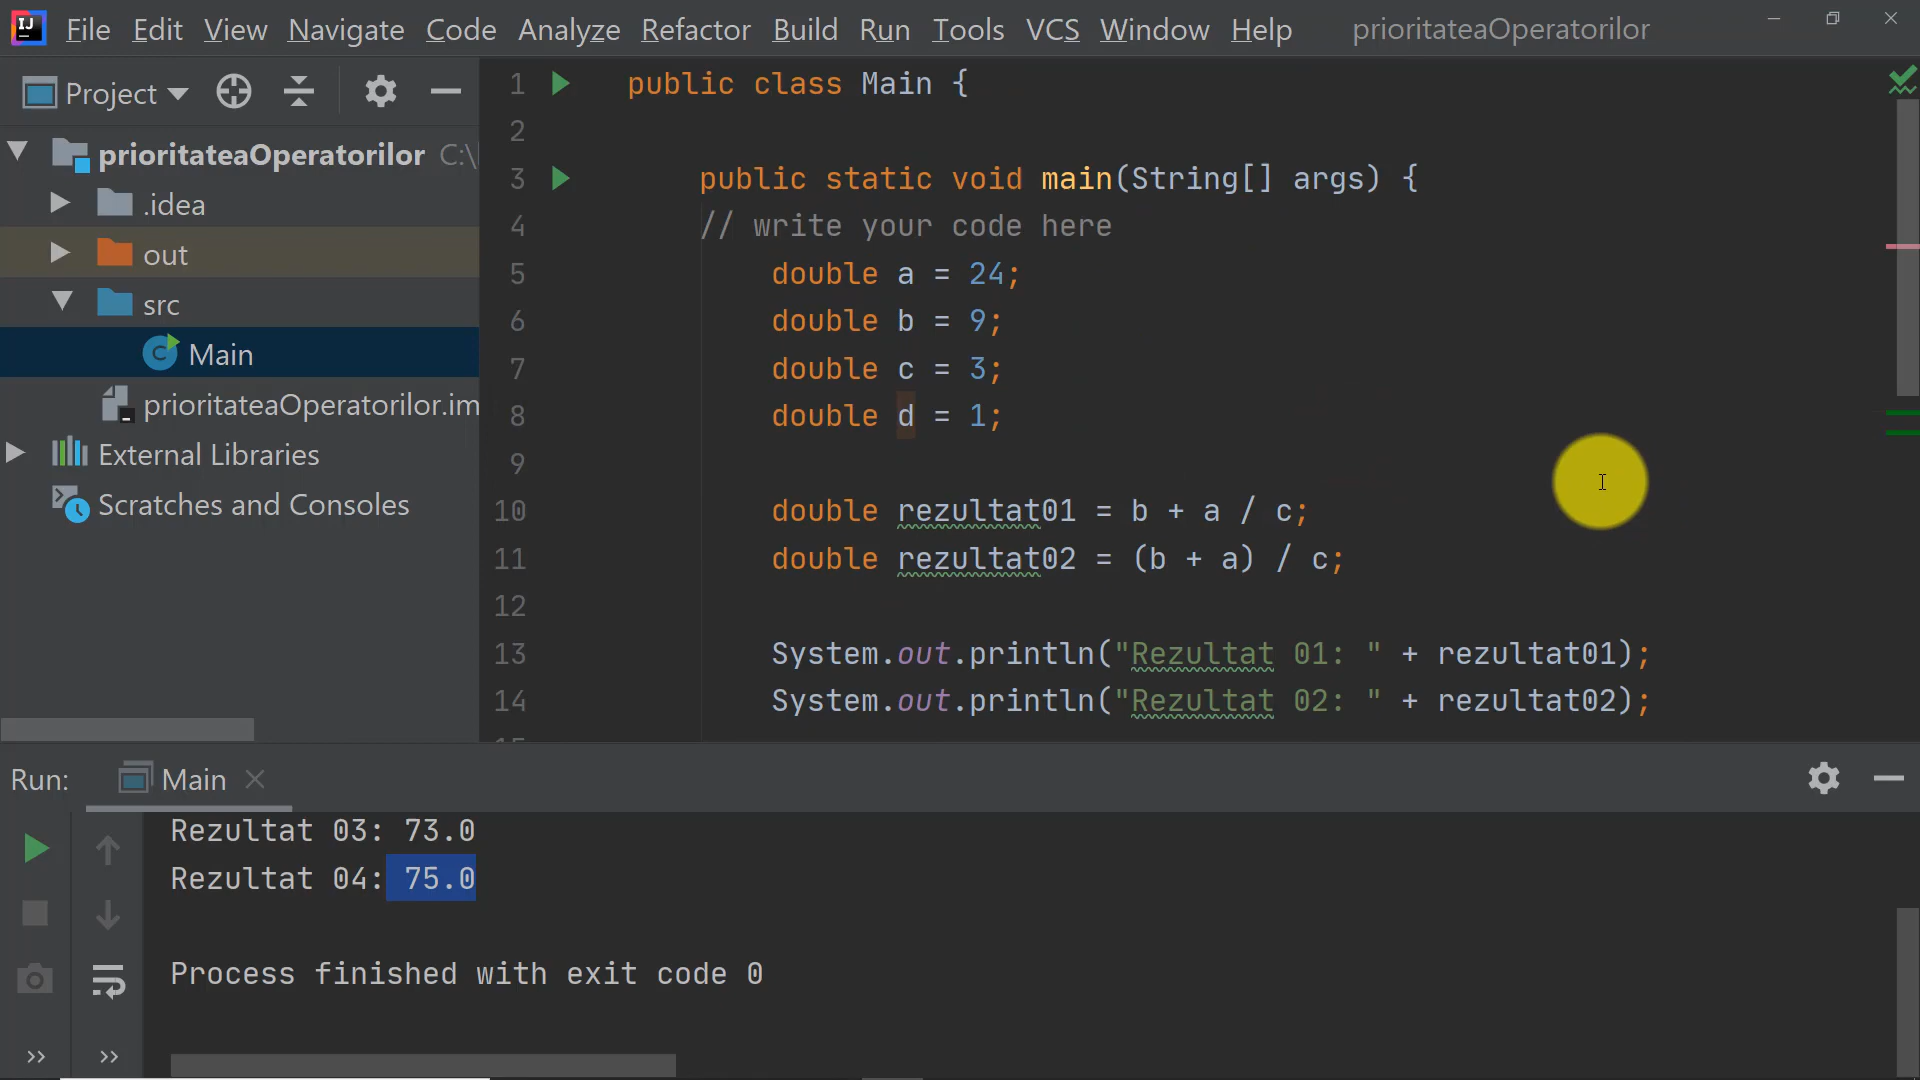 IJ File Edit View Navigate Code Analyze Refactor Build Run Tools VCS Window Help prioritateaOperatorilor
Project
prioritateaOperatorilor C:\
.idea
out
src
Main
prioritateaOperatorilor.im
External Libraries
Scratches and Consoles
1 public class Main {
2
3 public static void main(String[] args) {
4 // write your code here
5 double a = 24;
6 double b = 9;
7 double c = 3;
8 double d = 1;
9
10 double rezultat01 = b + a / c;
11 double rezultat02 = (b + a) / c;
12
13 System.out.println("Rezultat 01: " + rezultat01);
14 System.out.println("Rezultat 02: " + rezultat02);
Run: Main
Rezultat 03: 73.0
Rezultat 04: 75.0
Process finished with exit code 0